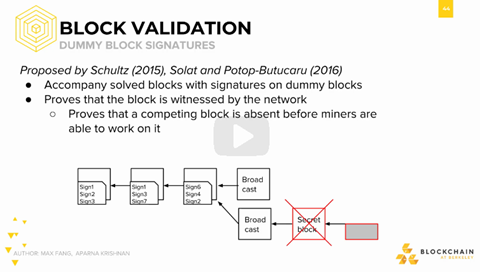 44
BLOCK VALIDATION
DUMMY BLOCK SIGNATURES
Proposed by Schultz (2015), Solat and Potop-Butucaru (2016)
● Accompany solved blocks with signatures on dummy blocks
● Proves that the block is witnessed by the network
○ Proves that a competing block is absent before miners are
able to work on it
Sign1
Sign2
Sign3
Sign1
Sign3
Sign7
Sign6
Sign4
Sign2
Broad
cast
Broad
cast
Secret
block
AUTHOR: MAX FANG, APARNA KRISHNAN
BLOCKCHAIN
AT BERKELEY